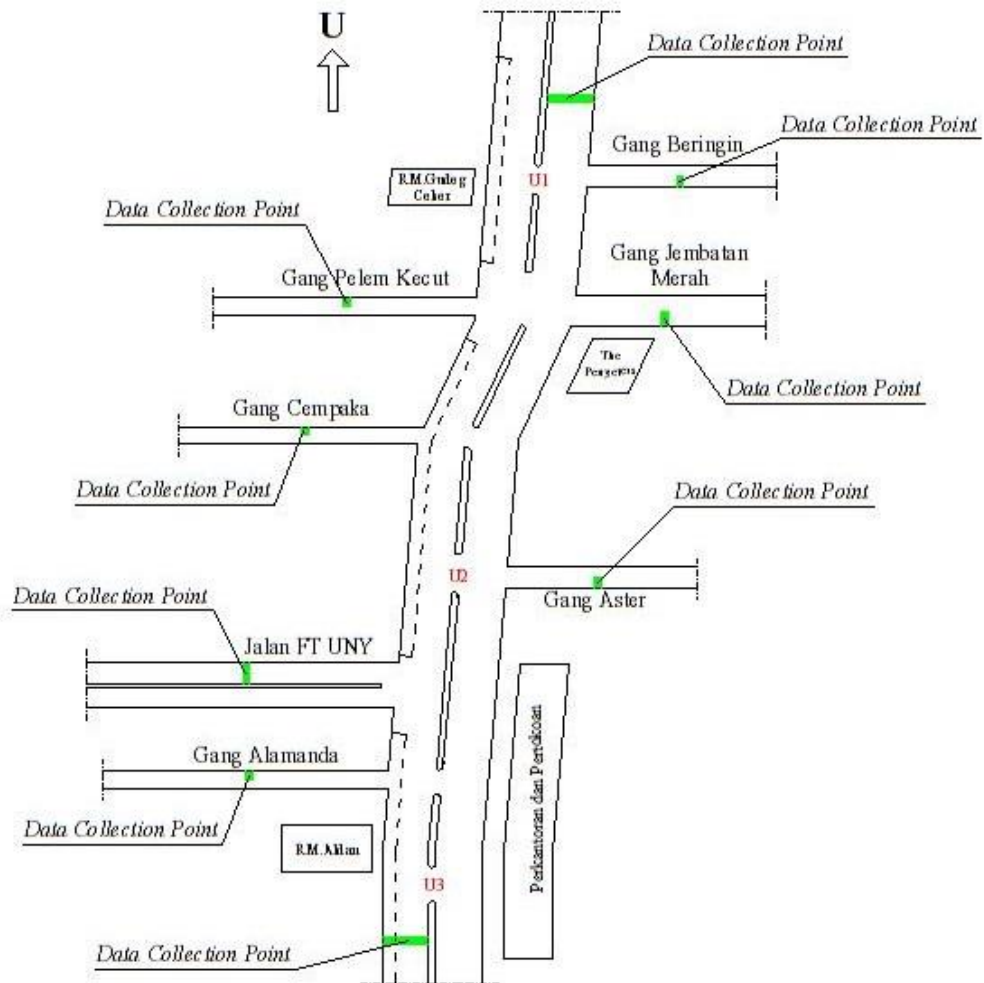 U
Data Collection Point
Data Collection Point
Gang Beringin
R.M.Gudeg
Ceker
U1
Data Collection Point
Gang Jembatan
Merah
Gang Pelem Kecut
The
Data Collection Point
Gang Cempaka
Data Collection Point
Data Collection Point
U2
Gang Aster
Data Collection Point
Jalan FT UNY
Gang Alamanda
Perkantoran dan Pertokoan
Data Collection Point
R.M.
U3
Data Collection Point